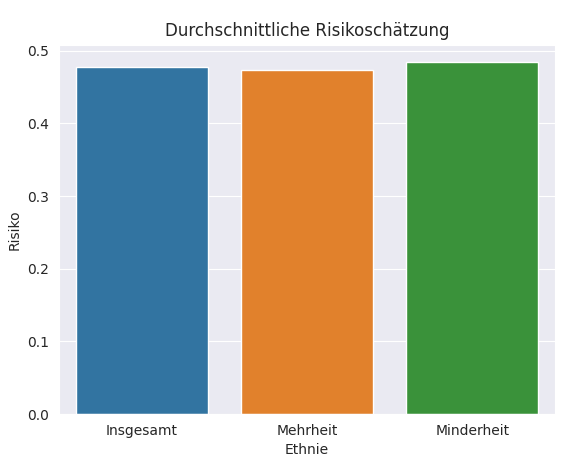 Durchschnittliche Risikoschätzung
0.5
0.4
0.3
0.2
0.1
0.0
Risiko
Insgesamt Mehrheit Minderheit
Ethnie